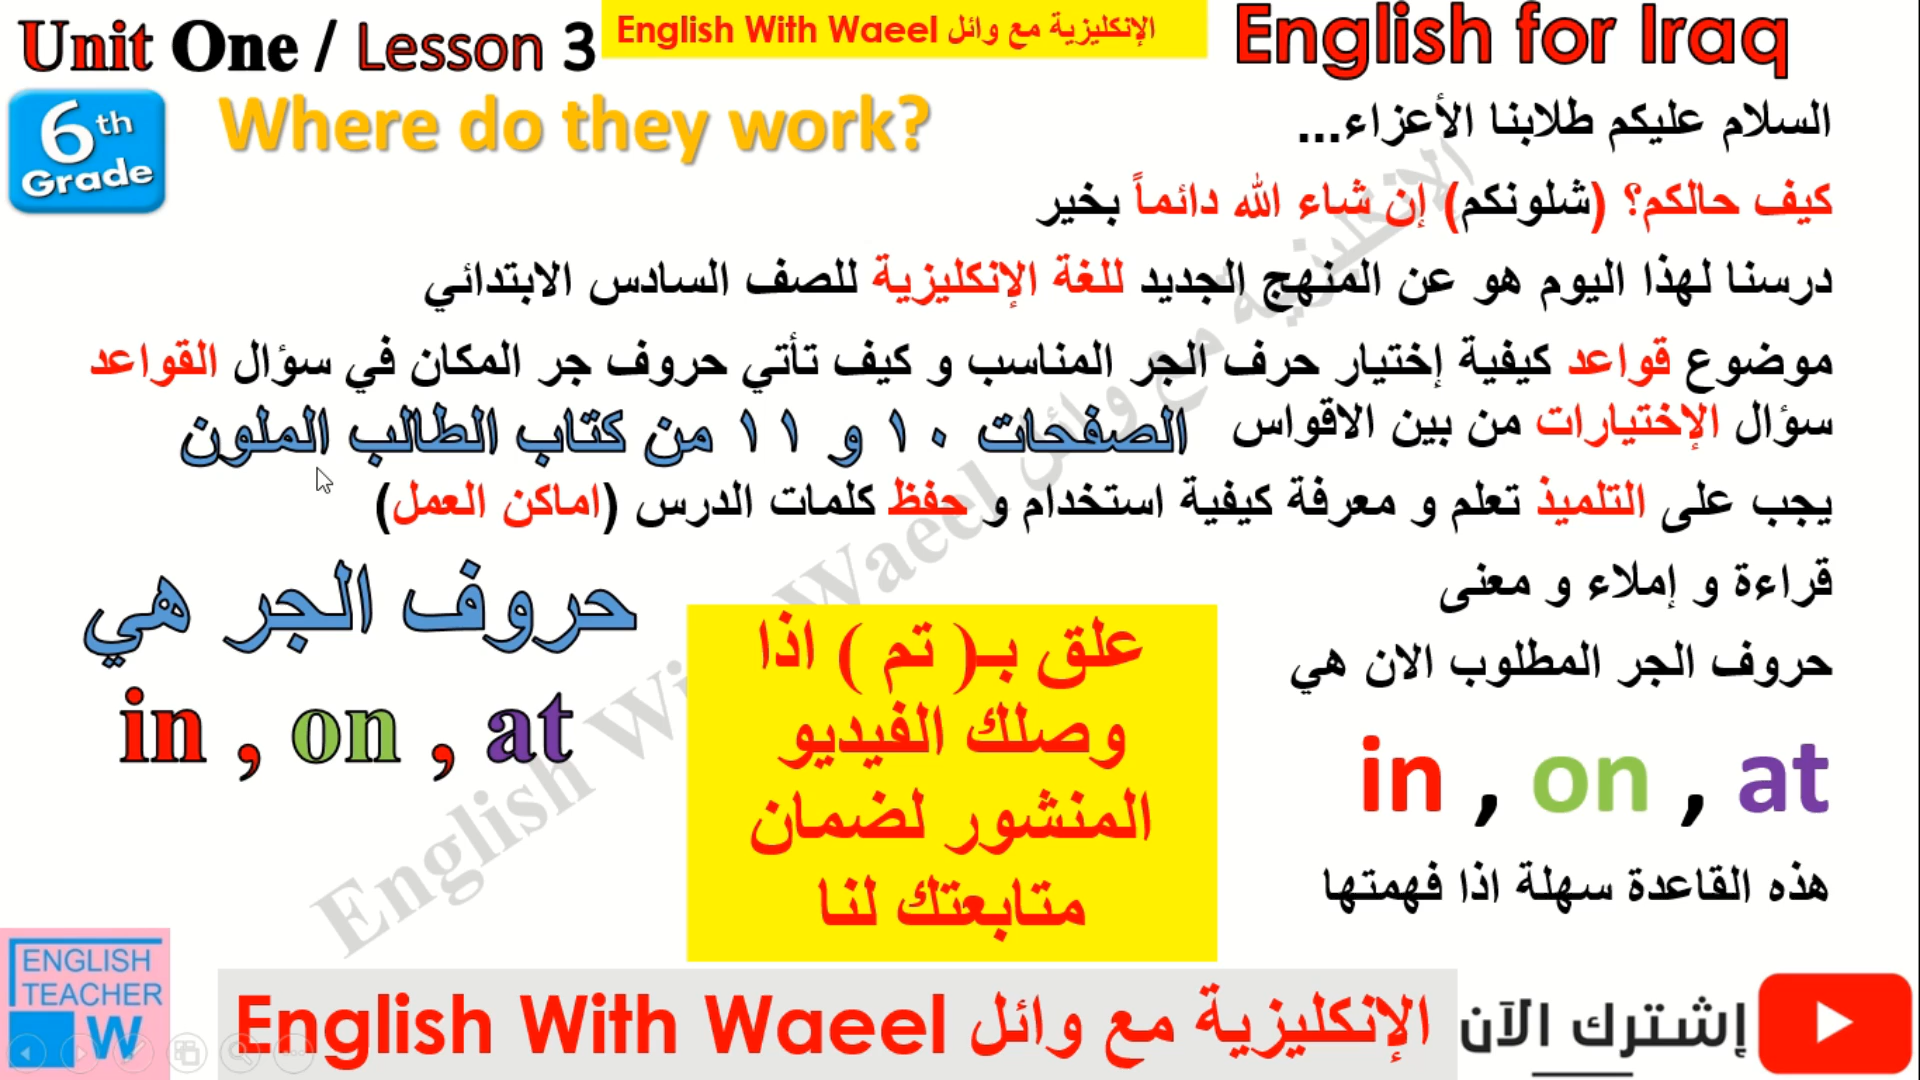 Unit One / Lesson 3
English With Waeel الإنكليزية مع وائل
English for Iraq
6th
Grade
Where do they work?
السلام عليكم طلابنا الأعزاء...
كيف حالكم؟ (شلونكم) إن شاء الله دائماً بخير
درسنا لهذا اليوم هو عن المنهج الجديد للغة الإنكليزية للصف السادس الابتدائي
موضوع قواعد كيفية إختيار حرف الجر المناسب و كيف تأتي حروف جر المكان في سؤال القواعد
سؤال الإختيارات من بين الاقواس
الصفحات ١٠ و ١١ من كتاب الطالب الملون
يجب على التلميذ تعلم و معرفة كيفية استخدام و حفظ كلمات الدرس (اماكن العمل)
قراءة و إملاء و معنى
حروف الجر المطلوب الان هي
in , on , at
هذه القاعدة سهلة اذا فهمتها
حروف الجر هي
in , on , at
علق بـ( تم ) اذا
وصلك الفيديو
المنشور لضمان
متابعتك لنا
English With Waeel الإنكليزية مع وائل
ENGLISH
TEACHER
W
English With Waeel الإنكليزية مع وائل
إشترك الآن